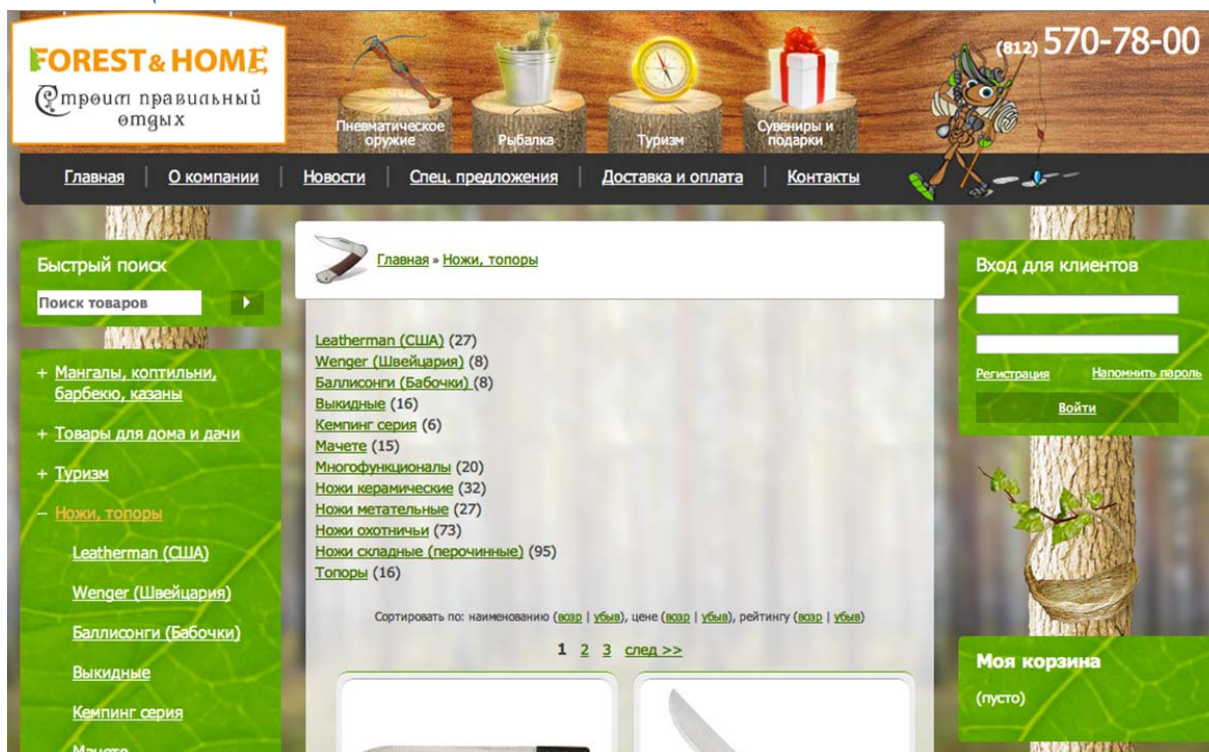 FOREST & HOME
Строим правильный
отдых
(812) 570-78-00
Пневматическое
оружие
Рыбалка
Туризм
Сувениры и
подарки
Главная
О компании
Новости
Спец. предложения
Доставка и оплата
Контакты
Быстрый поиск
Поиск товаров
+ Мангалы, коптильни,
барбекю, казаны
+ Товары для дома и дачи
+ Туризм
– Ножи, топоры
Leatherman (США)
Wenger (Швейцария)
Баллисонги (Бабочки)
Выкидные
Кемпинг серия
Мачете
Главная » Ножи, топоры
Leatherman (США) (27)
Wenger (Швейцария) (8)
Баллисонги (Бабочки) (8)
Выкидные (16)
Кемпинг серия (6)
Мачете (15)
Многофункционалы (20)
Ножи керамические (32)
Ножи метательные (27)
Ножи охотничьи (73)
Ножи складные (перочинные) (95)
Топоры (16)
Сортировать по: наименованию (возр | убыв), цене (возр | убыв), рейтингу (возр | убыв)
1 2 3 след >>
Вход для клиентов
Регистрация
Напомнить пароль
Войти
Моя корзина
(пусто)